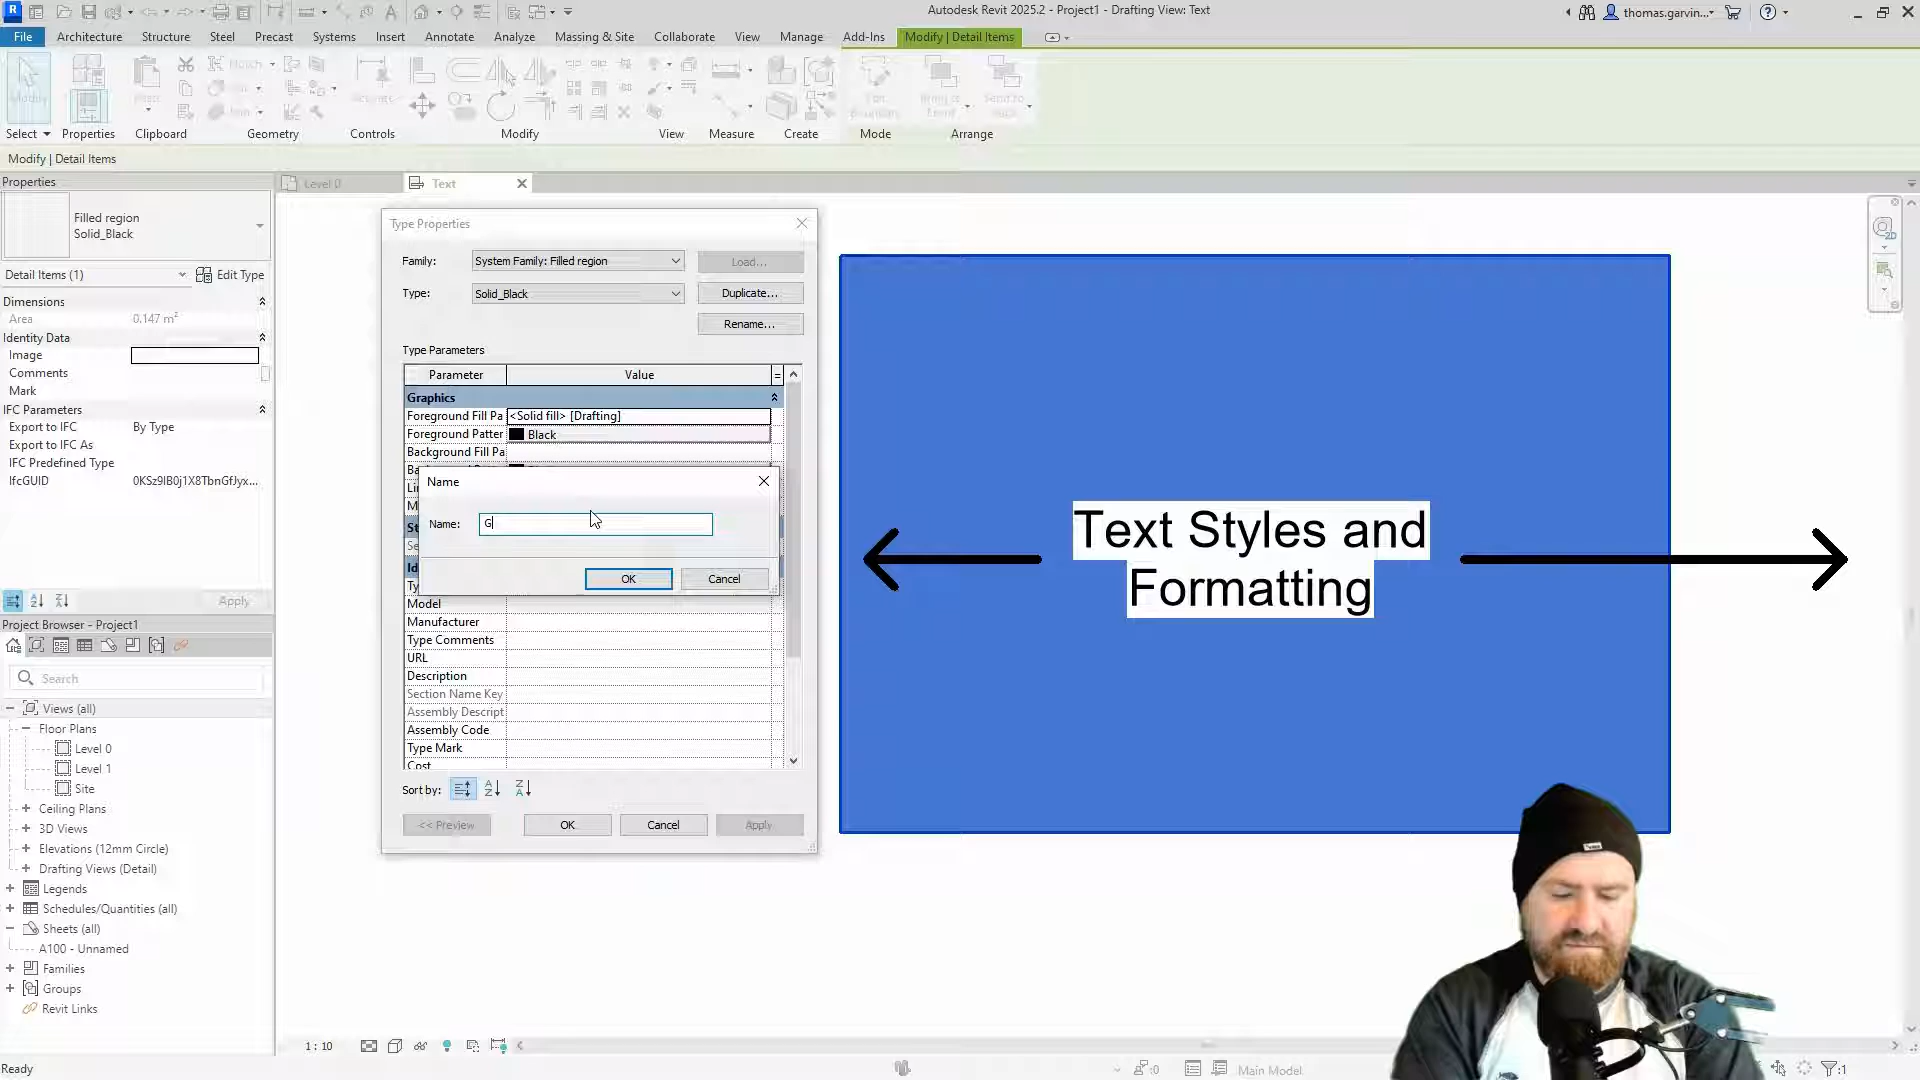 Autodesk Revit 2025.2 - Project1 - Drafting View: Text
thomas.garvin...
File Architecture Structure Steel Precast Systems Insert Annotate Analyze Massing & Site Collaborate View Manage Add-Ins Modify | Detail Items
Modify
Select Properties Clipboard Geometry Controls Modify View Measure Create Mode Arrange
Modify | Detail Items
Properties
Level 0
Text
Filled region
Solid_Black
Detail Items (1)
Edit Type
Dimensions
Area 0.147 m²
Identity Data
Image
Comments
Mark
IFC Parameters
Export to IFC By Type
Export to IFC As
IFC Predefined Type
IfcGUID 0KSz9IB0j1X8TbnGfJyx...
Apply
Project Browser - Project1
Search
Views (all)
Floor Plans
Level 0
Level 1
Site
Ceiling Plans
3D Views
Elevations (12mm Circle)
Drafting Views (Detail)
Legends
Schedules/Quantities (all)
Sheets (all)
A100 - Unnamed
Families
Groups
Revit Links
Type Properties
Family: System Family: Filled region Load...
Type: Solid_Black Duplicate...
Rename...
Type Parameters
Parameter Value =
Graphics
Foreground Fill Pa <Solid fill> [Drafting]
Foreground Patter Black
Background Fill Pa
Name
Name: G
OK Cancel
Model
Manufacturer
Type Comments
URL
Description
Section Name Key
Assembly Descript
Assembly Code
Type Mark
Cost
Sort by:
<< Preview OK Cancel Apply
Text Styles and
Formatting
1 : 10
Ready
:0
Main Model
:1